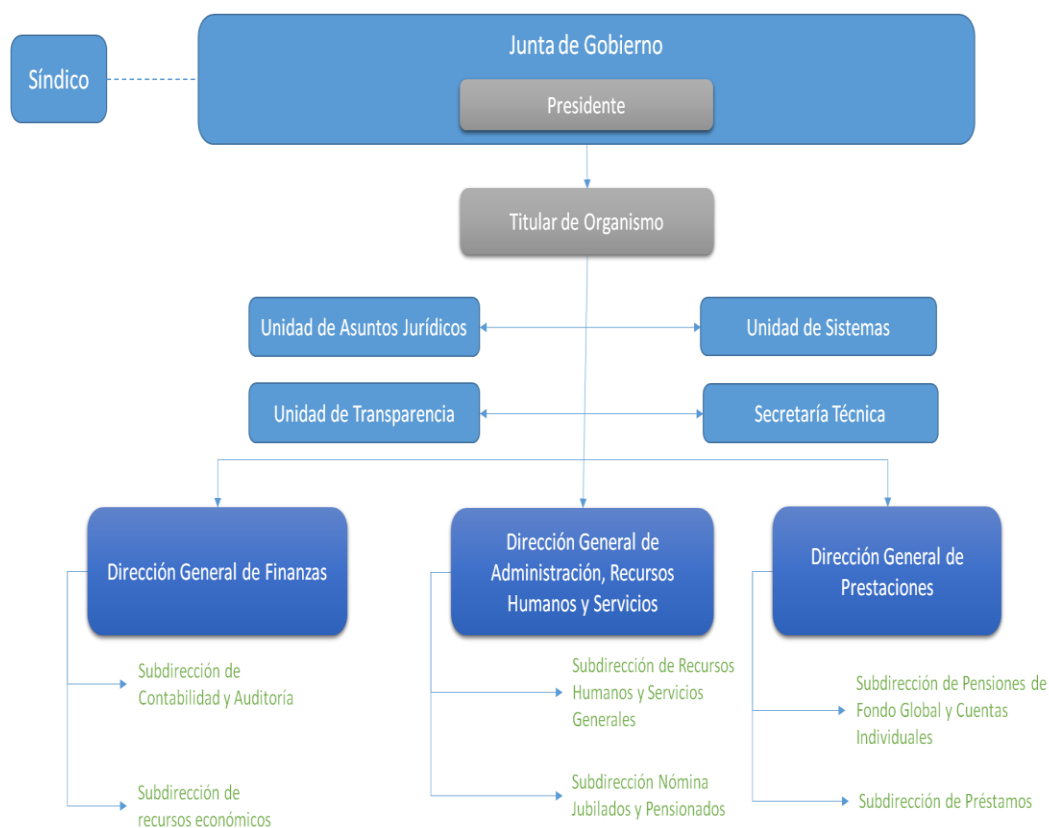 Junta de Gobierno
Síndico
Presidente
Titular de Organismo
Unidad de Asuntos Jurídicos
Unidad de Sistemas
Unidad de Transparencia
Secretaría Técnica
Dirección General de Finanzas
Dirección General de
Administración, Recursos
Humanos y Servicios
Dirección General de
Prestaciones
Subdirección de
Contabilidad y Auditoría
Subdirección de Recursos
Humanos y Servicios
Generales
Subdirección de Pensiones de
Fondo Global y Cuentas
Individuales
Subdirección de
recursos económicos
Subdirección Nómina
Jubilados y Pensionados
Subdirección de Préstamos